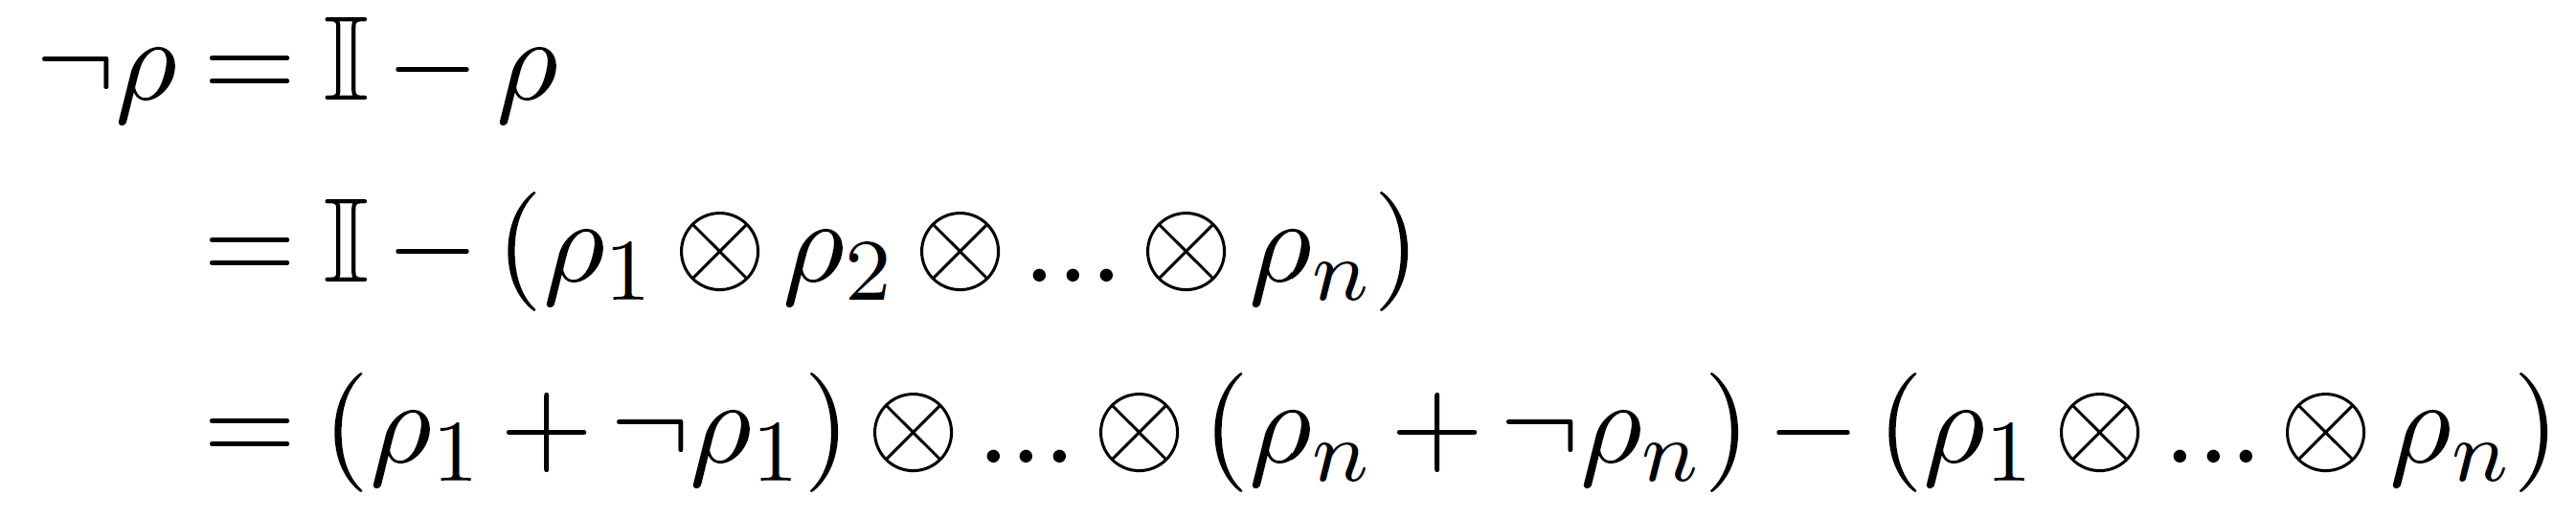 ¬ρ = 𝕀 − ρ
= 𝕀 − (ρ₁ ⊗ ρ₂ ⊗ ... ⊗ ρₙ)
= (ρ₁ + ¬ρ₁) ⊗ ... ⊗ (ρₙ + ¬ρₙ) − (ρ₁ ⊗ ... ⊗ ρₙ)